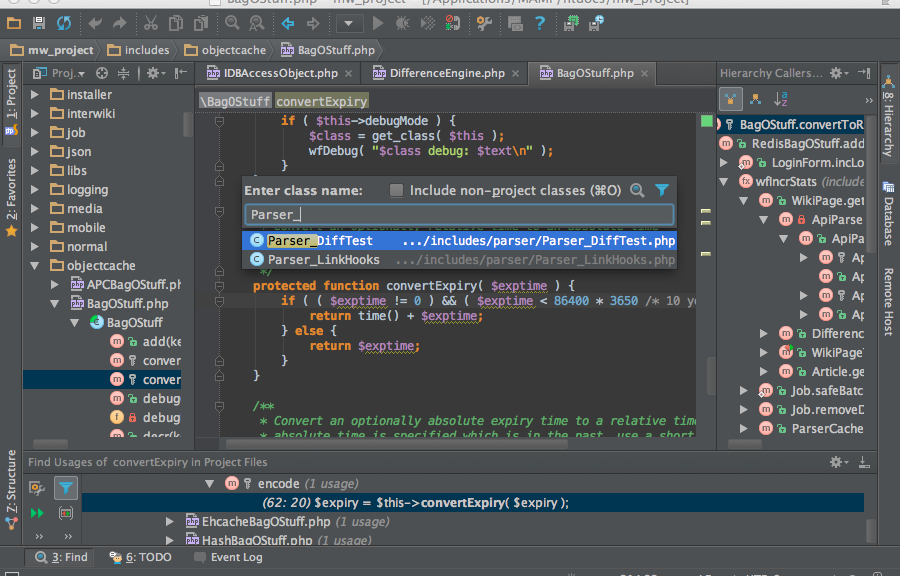 BagOStuff.php - mw_project - [/Applications/MAMP/htdocs/mw_project]
mw_project
includes
objectcache
BagOStuff.php
1: Project
2: Favorites
Z: Structure
Proj...
installer
interwiki
job
json
libs
logging
media
mobile
normal
objectcache
APCBagOStuff.ph
BagOStuff.php
BagOStuff
add(ke
conver
conver
debug
debug
decr(k
IDBAccessObject.php
DifferenceEngine.php
BagOStuff.php
\BagOStuff
convertExpiry
if ( $this->debugMode ) {
$class = get_class( $this );
wfDebug( "$class debug: $text\n" );
}
Enter class name:
Include non-project classes (⌘O)
Parser_
Parser_DiffTest .../includes/parser/Parser_DiffTest.php
Parser_LinkHooks .../includes/parser/Parser_LinkHooks.php
*/
protected function convertExpiry( $exptime ) {
if ( ( $exptime != 0 ) && ( $exptime < 86400 * 3650 /* 10 ye
return time() + $exptime;
} else {
return $exptime;
}
}
/**
* Convert an optionally absolute expiry time to a relative time
* absolute time is specified which is in the past, use a short
Hierarchy Callers...
BagOStuff.convertToR
RedisBagOStuff.add
LoginForm.incLo
wfIncrStats (include
WikiPage.get
ApiParse
ApiPa
Ap
Ap
Ap
Ap
Differenc
WikiPageT
Article.ge
Job.safeBatc
Job.removeD
ParserCache
8: Hierarchy
Database
Remote Host
Find Usages of convertExpiry in Project Files
encode (1 usage)
(62: 20) $expiry = $this->convertExpiry( $expiry );
EhcacheBagOStuff.php (1 usage)
HashBagOStuff.php (1 usage)
3: Find
6: TODO
Event Log